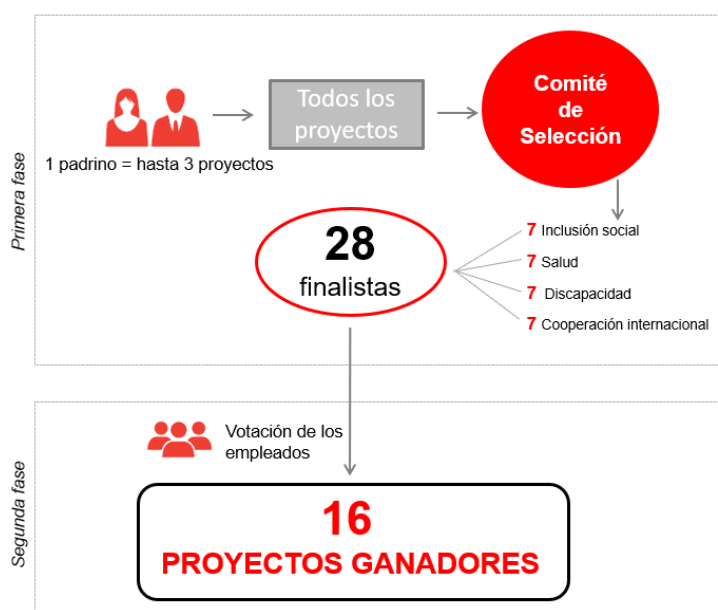 Primera fase
1 padrino = hasta 3 proyectos
Todos los
proyectos
Comité
de
Selección
7 Inclusión social
7 Salud
7 Discapacidad
7 Cooperación internacional
28
finalistas
Segunda fase
Votación de los
empleados
16
PROYECTOS GANADORES